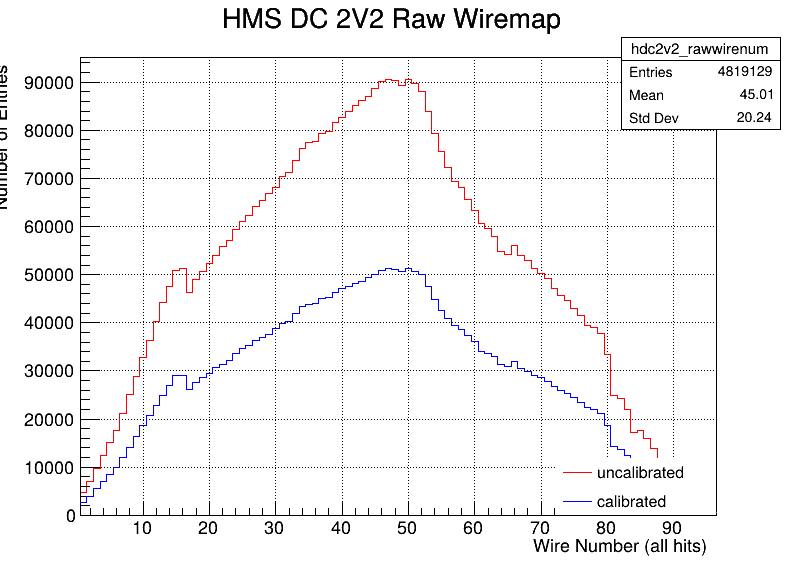 HMS DC 2V2 Raw Wiremap
hdc2v2_rawwirenum
Entries 4819129
Mean 45.01
Std Dev 20.24
Number of Entries
90000
80000
70000
60000
50000
40000
30000
20000
10000
0
uncalibrated
calibrated
10 20 30 40 50 60 70 80 90
Wire Number (all hits)